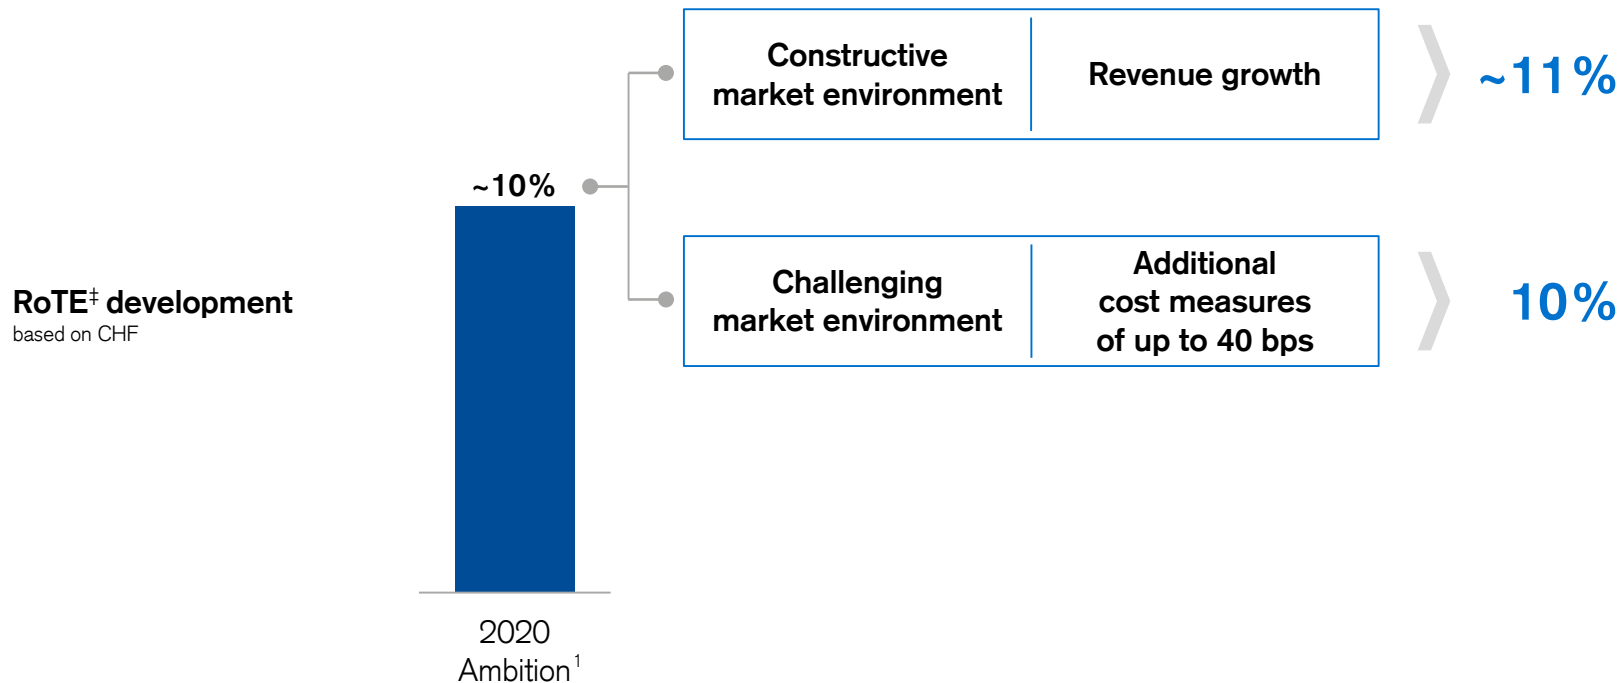 Constructive
market environment
Revenue growth
~11%
~10%
RoTE‡ development
based on CHF
Challenging
market environment
Additional
cost measures
of up to 40 bps
10%
2020
Ambition1